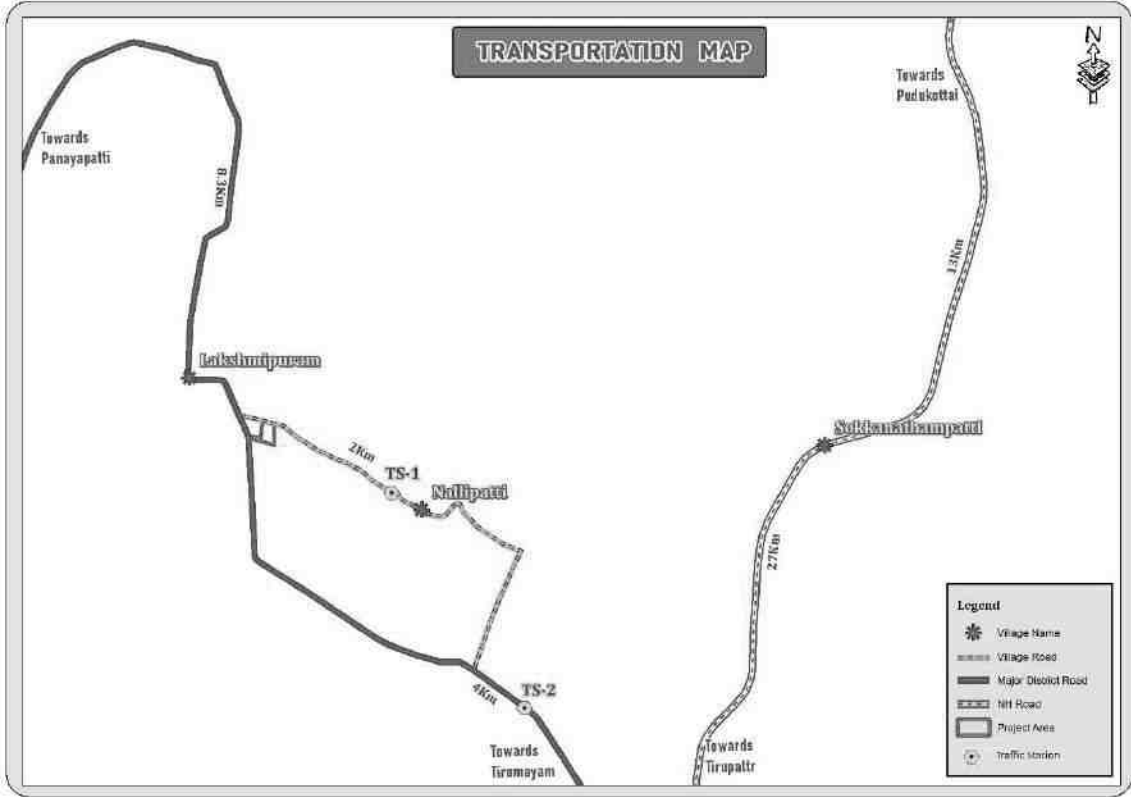 TRANSPORTATION MAP
N
Towards
Pudukottai
Towards
Panayapatti
8.3Km
13Km
Lakshmipuram
Sokkanathampatti
2Km
TS-1
Nallipatti
27Km
TS-2
4Km
Towards
Tirumayam
Towards
Tirupattr
Legend
Village Name
Village Road
Major District Road
NH Road
Project Area
Traffic Station